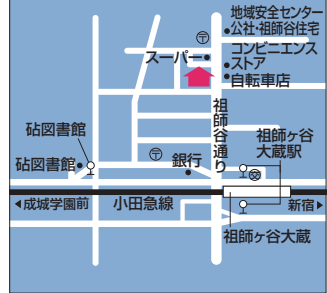 地域安全センター
公社・祖師谷住宅
スーパー
コンビニエンス
ストア
自転車店
祖師谷通り
砧図書館
砧図書館
銀行
祖師ヶ谷
大蔵駅
◀成城学園前
小田急線
新宿▶
祖師ヶ谷大蔵